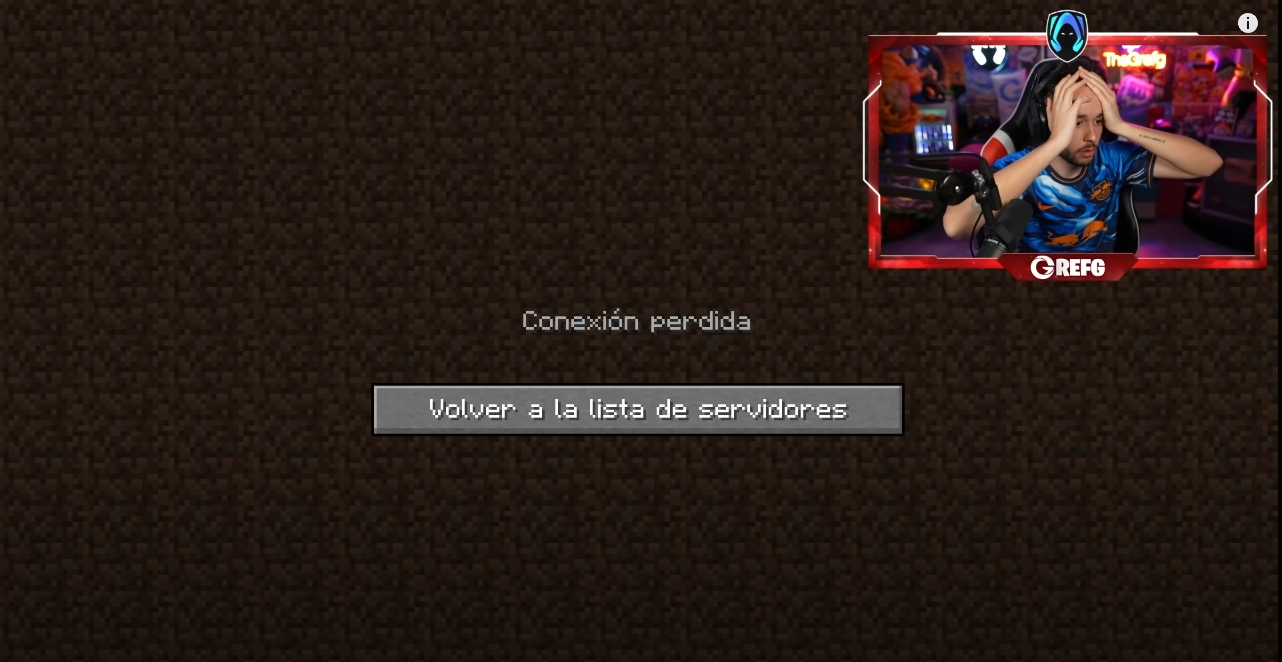 TheGrefg
GREFG
Conexión perdida
Volver a la lista de servidores